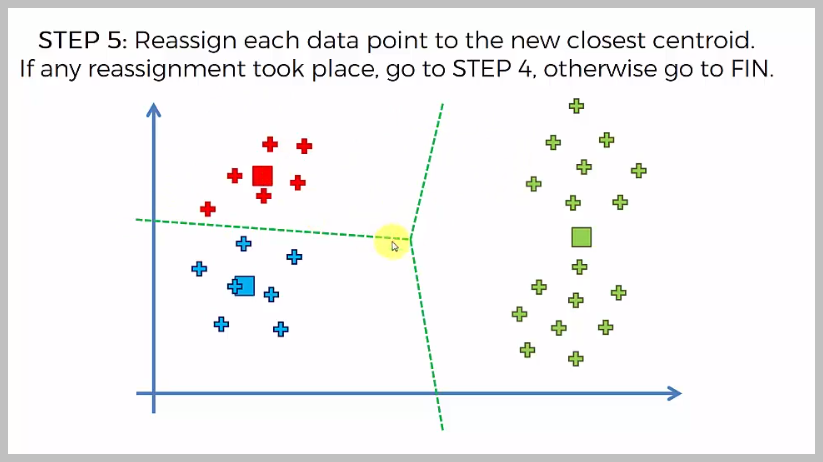 STEP 5: Reassign each data point to the new closest centroid.
If any reassignment took place, go to STEP 4, otherwise go to FIN.